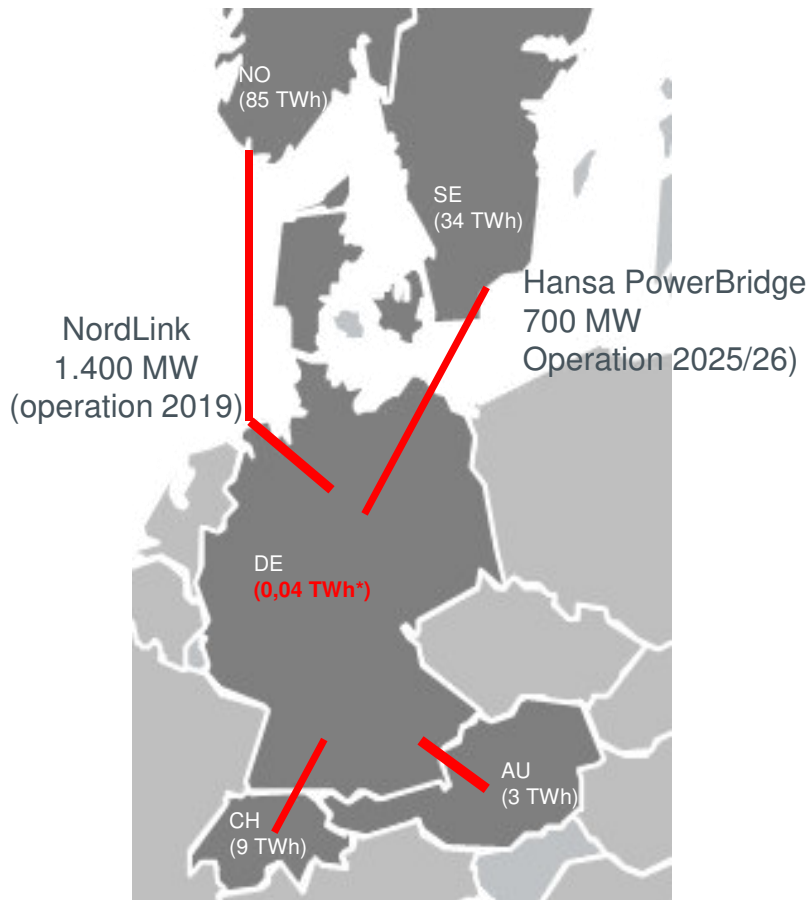 NO
(85 TWh)
SE
(34 TWh)
Hansa PowerBridge
700 MW
Operation 2025/26)
NordLink
1.400 MW
(operation 2019)
DE
(0,04 TWh*)
AU
(3 TWh)
CH
(9 TWh)